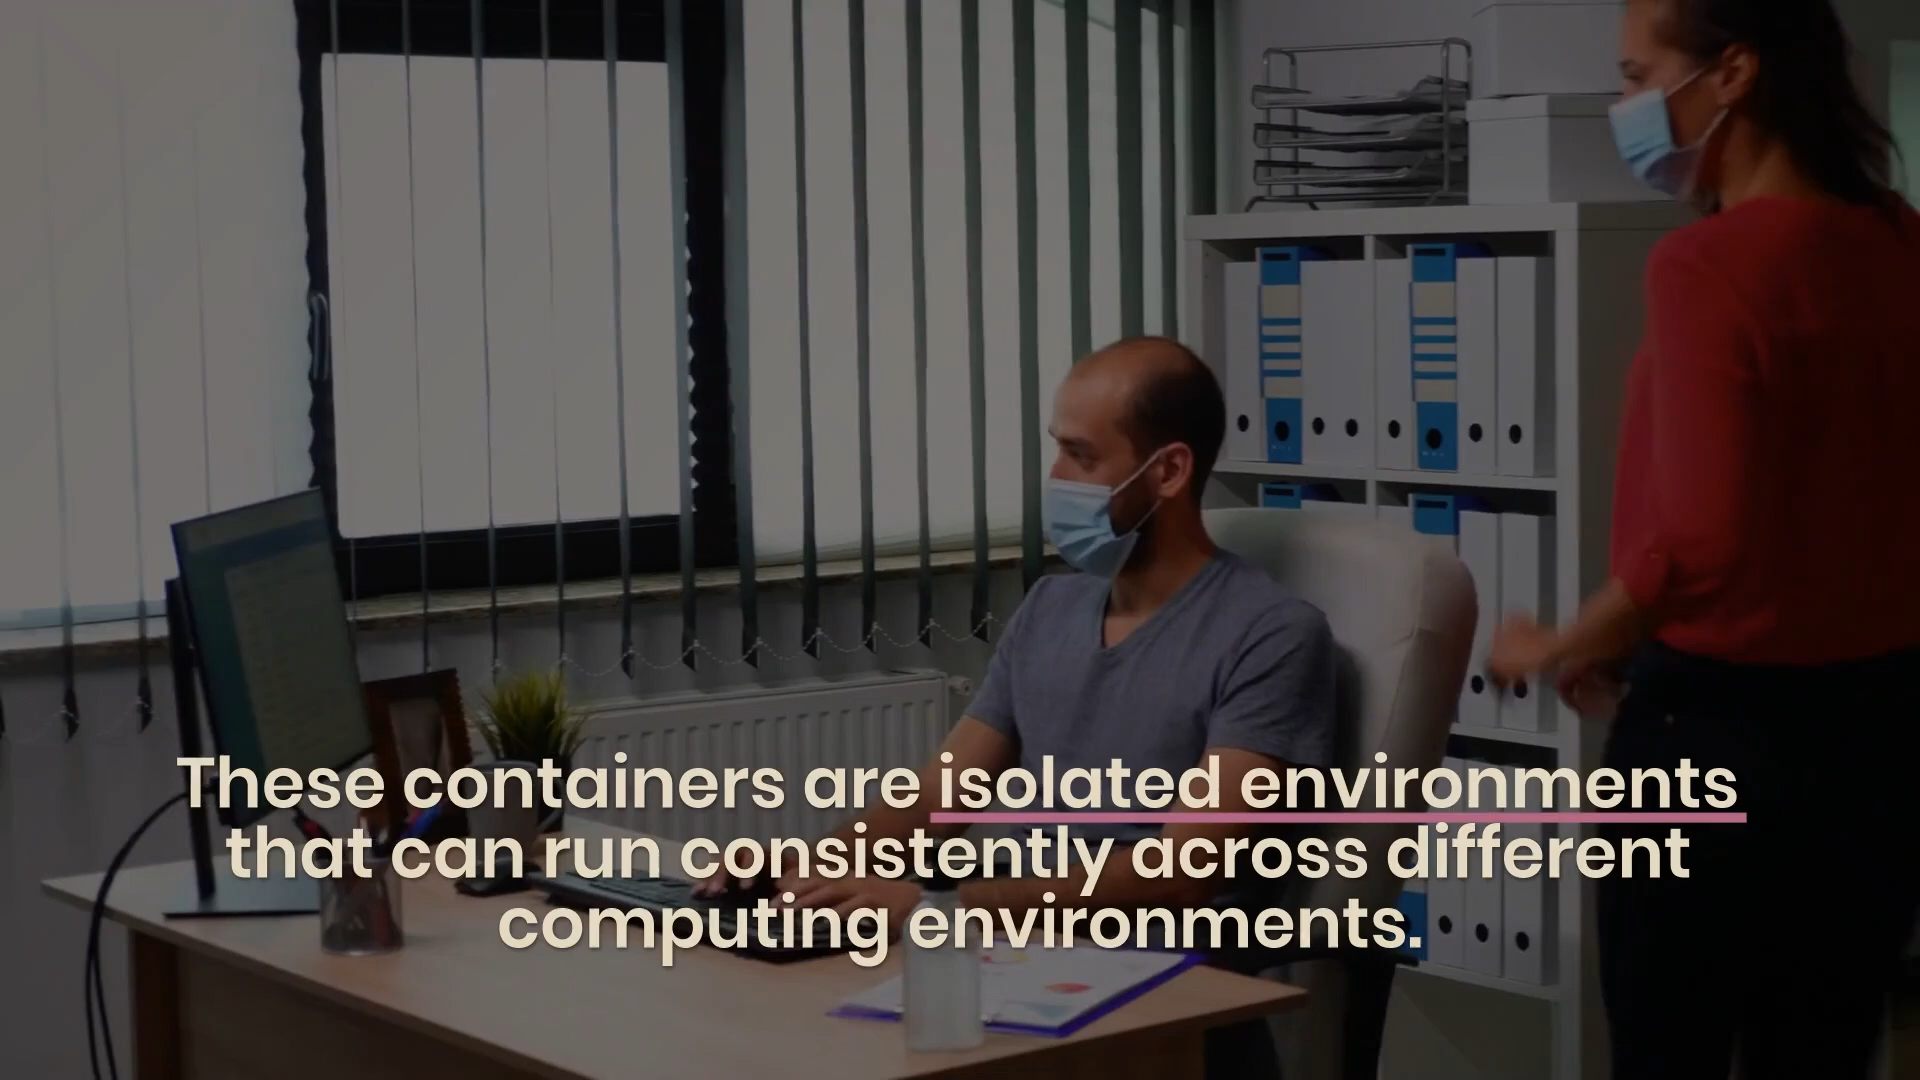 These containers are isolated environments
that can run consistently across different
computing environments.